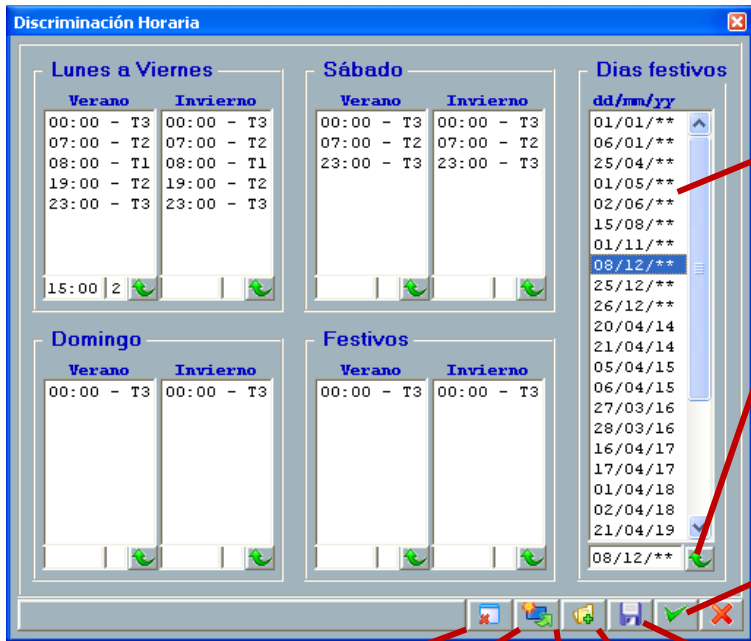 Discriminación Horaria
Lunes a Viernes
Verano Invierno
00:00 - T3 00:00 - T3
07:00 - T2 07:00 - T2
08:00 - T1 08:00 - T1
19:00 - T2 19:00 - T2
23:00 - T3 23:00 - T3
15:00 2
Sábado
Verano Invierno
00:00 - T3 00:00 - T3
07:00 - T2 07:00 - T2
23:00 - T3 23:00 - T3
Dias festivos
dd/mm/yy
01/01/**
06/01/**
25/04/**
01/05/**
02/06/**
15/08/**
01/11/**
08/12/**
25/12/**
26/12/**
20/04/14
21/04/14
05/04/15
06/04/15
27/03/16
28/03/16
16/04/17
17/04/17
01/04/18
02/04/18
21/04/19
08/12/**
Domingo
Verano Invierno
00:00 - T3 00:00 - T3
Festivos
Verano Invierno
00:00 - T3 00:00 - T3